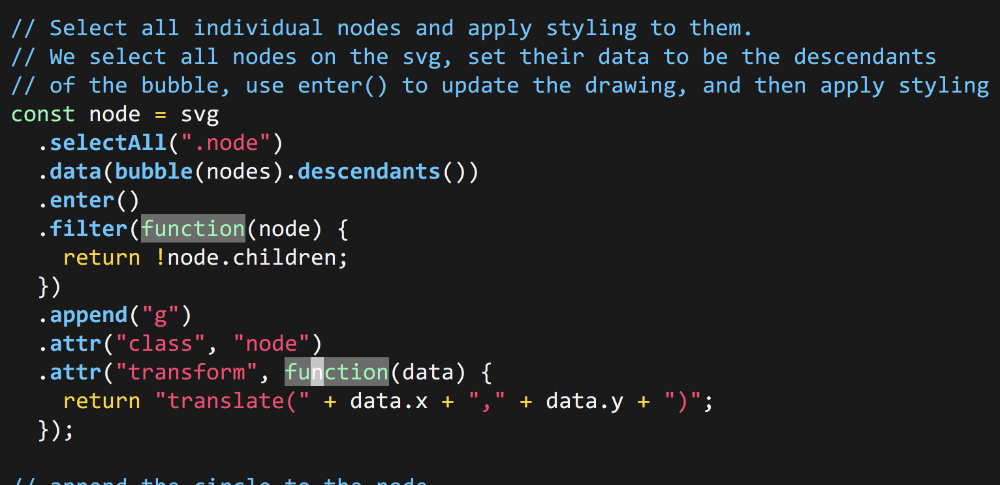 // Select all individual nodes and apply styling to them.
// We select all nodes on the svg, set their data to be the descendants
// of the bubble, use enter() to update the drawing, and then apply styling
const node = svg
  .selectAll(".node")
  .data(bubble(nodes).descendants())
  .enter()
  .filter(function(node) {
    return !node.children;
  })
  .append("g")
  .attr("class", "node")
  .attr("transform", function(data) {
    return "translate(" + data.x + "," + data.y + ")";
  });
// append the circle to the node